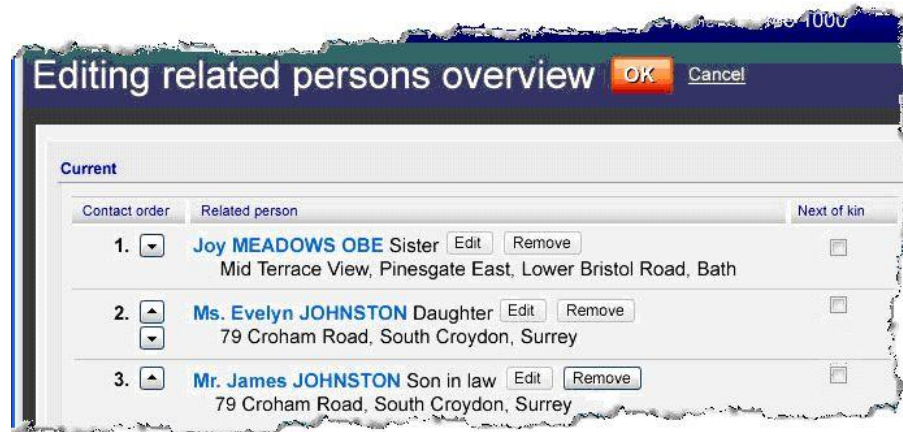 1000
Editing related persons overview OK Cancel
Current
Contact order Related person Next of kin
1. Joy MEADOWS OBE Sister Edit Remove
Mid Terrace View, Pinesgate East, Lower Bristol Road, Bath
2. Ms. Evelyn JOHNSTON Daughter Edit Remove
79 Croham Road, South Croydon, Surrey
3. Mr. James JOHNSTON Son in law Edit Remove
79 Croham Road, South Croydon, Surrey